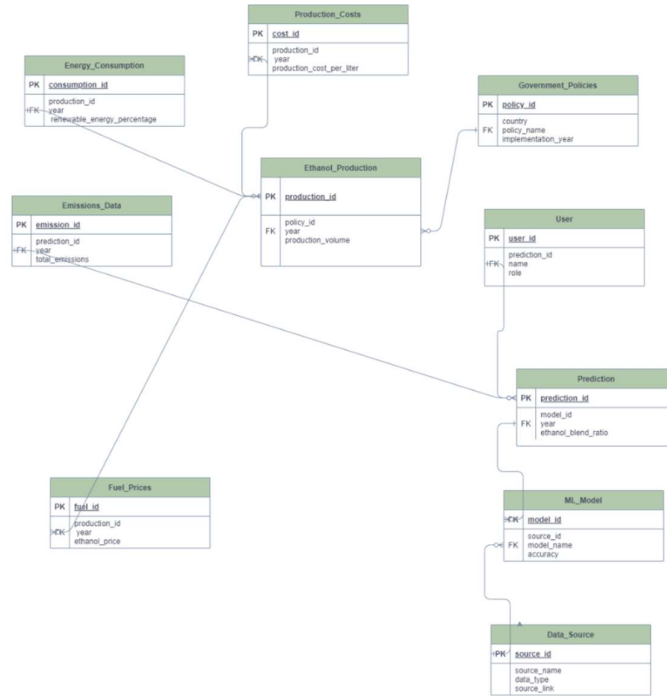 Production_Costs
PK cost_id
FK production_id
year
production_cost_per_liter
Energy_Consumption
PK consumption_id
FK production_id
year
renewable_energy_percentage
Government_Policies
PK policy_id
FK country
policy_name
implementation_year
Ethanol_Production
PK production_id
FK policy_id
year
production_volume
Emissions_Data
PK emission_id
FK prediction_id
year
total_emissions
User
PK user_id
FK prediction_id
name
role
Prediction
PK prediction_id
FK model_id
year
ethanol_blend_ratio
Fuel_Prices
PK fuel_id
FK production_id
year
ethanol_price
ML_Model
PK model_id
FK source_id
model_name
accuracy
Data_Source
PK source_id
source_name
data_type
source_link